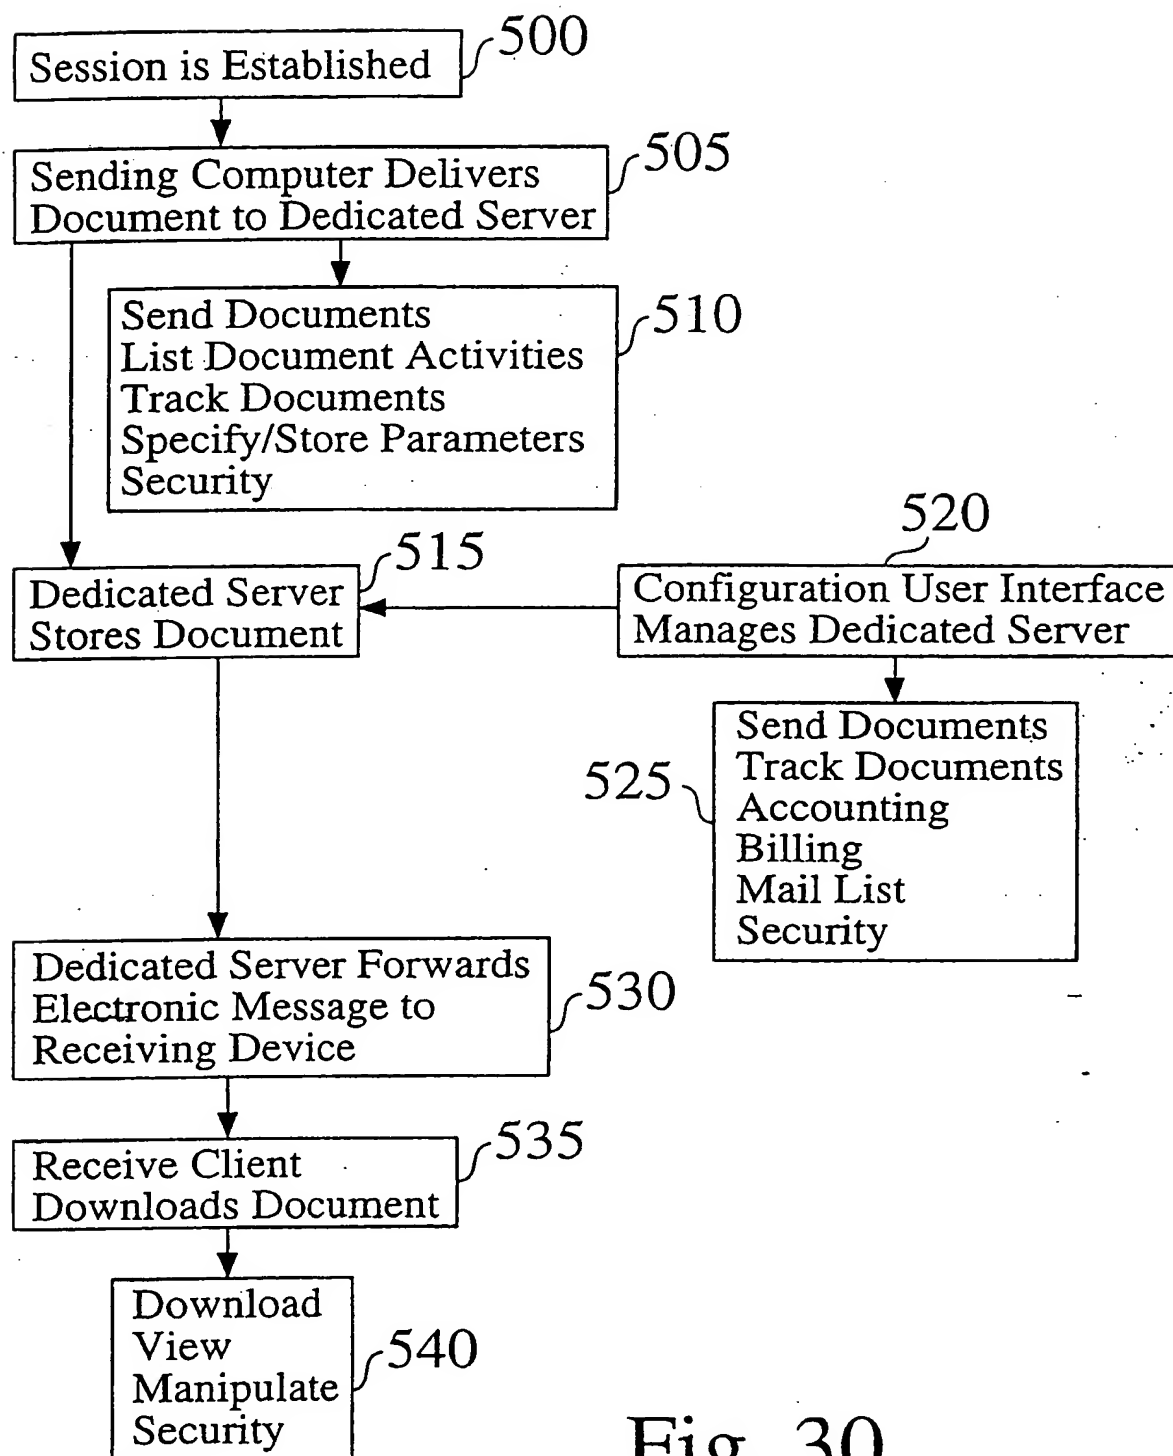 500
Session is Established
505
Sending Computer Delivers
Document to Dedicated Server
510
Send Documents
List Document Activities
Track Documents
Specify/Store Parameters
Security
515
Dedicated Server
Stores Document
520
Configuration User Interface
Manages Dedicated Server
525
Send Documents
Track Documents
Accounting
Billing
Mail List
Security
530
Dedicated Server Forwards
Electronic Message to
Receiving Device
535
Receive Client
Downloads Document
540
Download
View
Manipulate
Security
Fig. 30